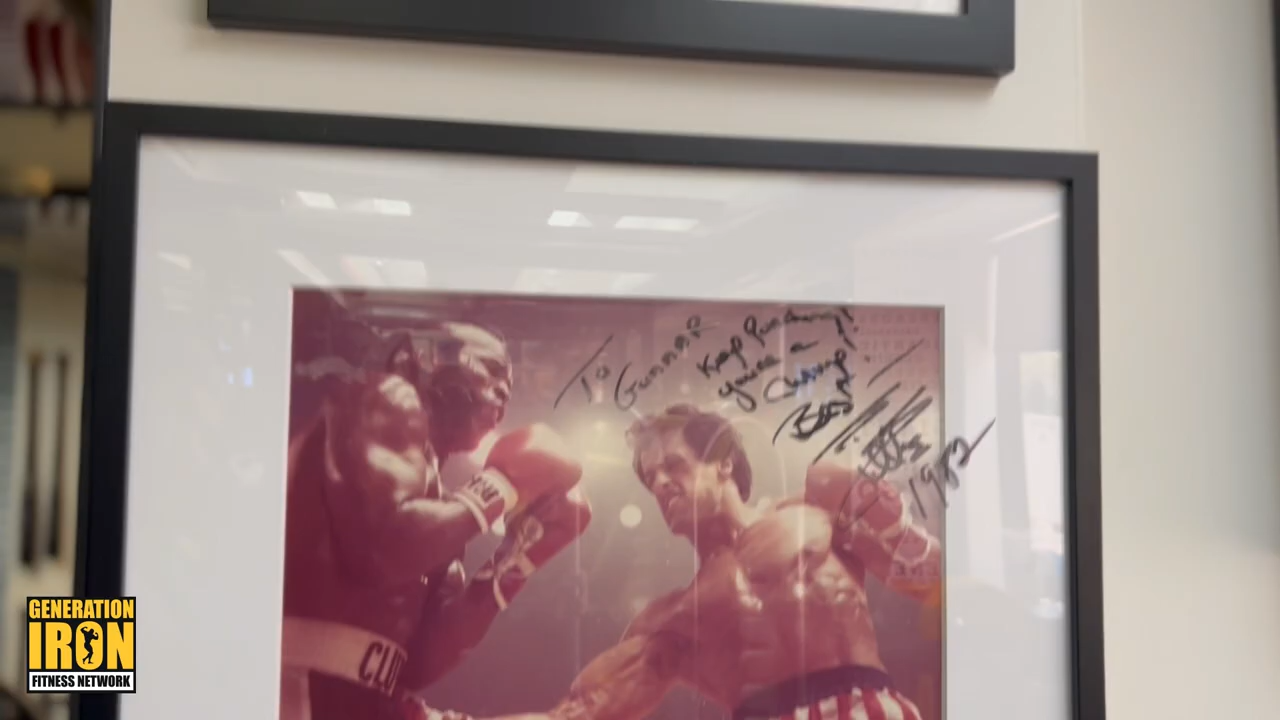 To Gunnar
Keep punching!
you're a
Champ!
Best
1982
CLU
GENERATION
IRON
FITNESS NETWORK